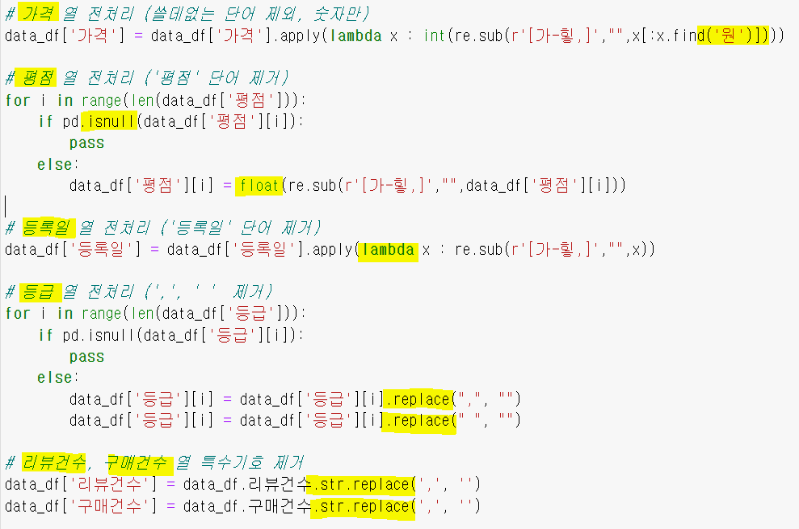 # 가격 열 전처리 (쓸데없는 단어 제외, 숫자만)
data_df['가격'] = data_df['가격'].apply(lambda x : int(re.sub(r'[가-힣,]',"",x[:x.find('원')])))
# 평점 열 전처리 ('평점' 단어 제거)
for i in range(len(data_df['평점'])):
    if pd.isnull(data_df['평점'][i]):
        pass
    else:
        data_df['평점'][i] = float(re.sub(r'[가-힣,]',"",data_df['평점'][i]))
# 등록일 열 전처리 ('등록일' 단어 제거)
data_df['등록일'] = data_df['등록일'].apply(lambda x : re.sub(r'[가-힣,]',"",x))
# 등급 열 전처리 (',', ' '  제거)
for i in range(len(data_df['등급'])):
    if pd.isnull(data_df['등급'][i]):
        pass
    else:
        data_df['등급'][i] = data_df['등급'][i].replace(",", "")
        data_df['등급'][i] = data_df['등급'][i].replace(" ", "")
# 리뷰건수, 구매건수 열 특수기호 제거
data_df['리뷰건수'] = data_df.리뷰건수.str.replace(',', '')
data_df['구매건수'] = data_df.구매건수.str.replace(',', '')